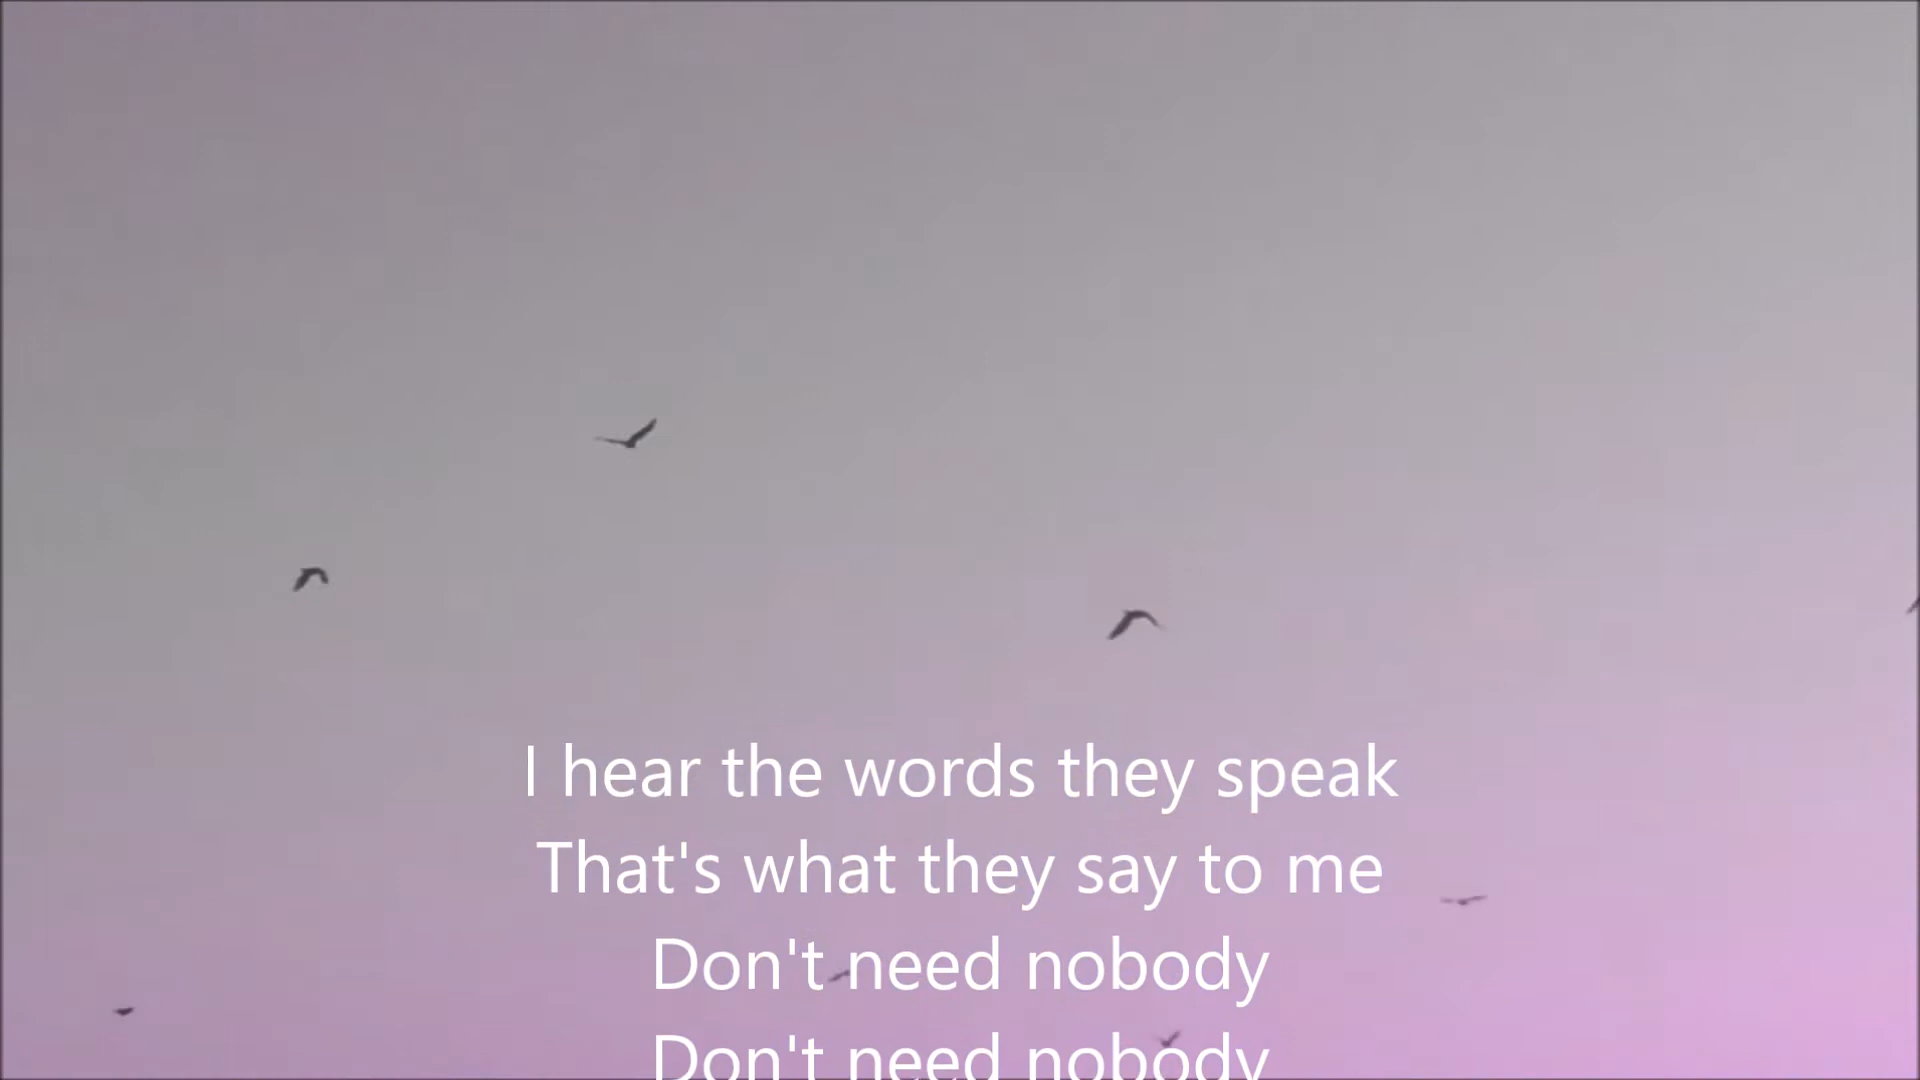 I hear the words they speak
That's what they say to me
Don't need nobody
Don't need nobody